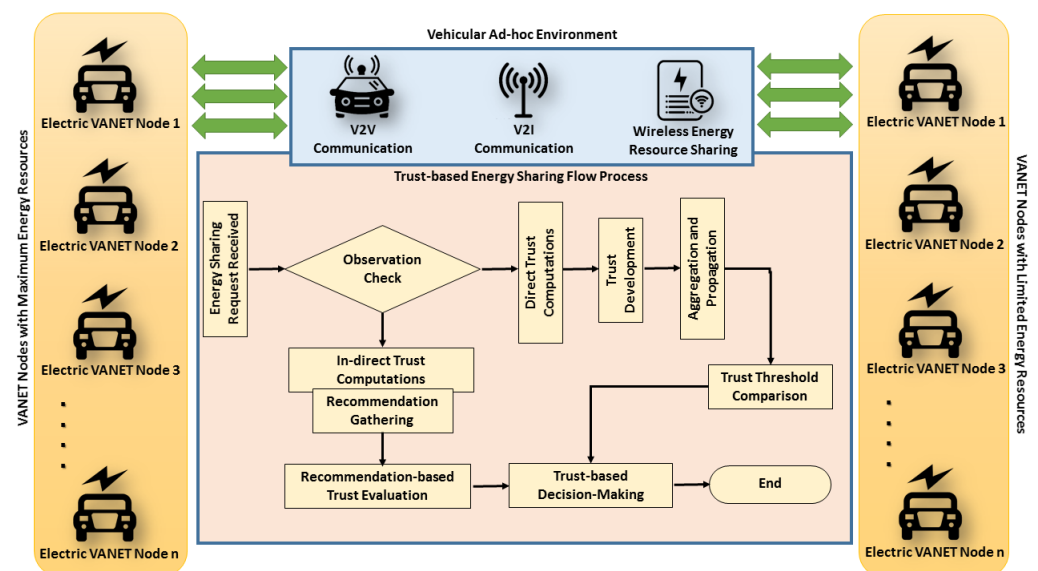 VANET Nodes with Maximum Energy Resources
Electric VANET Node 1
Electric VANET Node 2
Electric VANET Node 3
Electric VANET Node n
Vehicular Ad-hoc Environment
V2V
Communication
V2I
Communication
Wireless Energy
Resource Sharing
Trust-based Energy Sharing Flow Process
Energy Sharing
Request Received
Observation
Check
Direct Trust
Computations
Trust
Development
Aggregation and
Propagation
In-direct Trust
Computations
Recommendation
Gathering
Trust Threshold
Comparison
Recommendation-based
Trust Evaluation
Trust-based
Decision-Making
End
Electric VANET Node 1
Electric VANET Node 2
Electric VANET Node 3
Electric VANET Node n
VANET Nodes with Limited Energy Resources